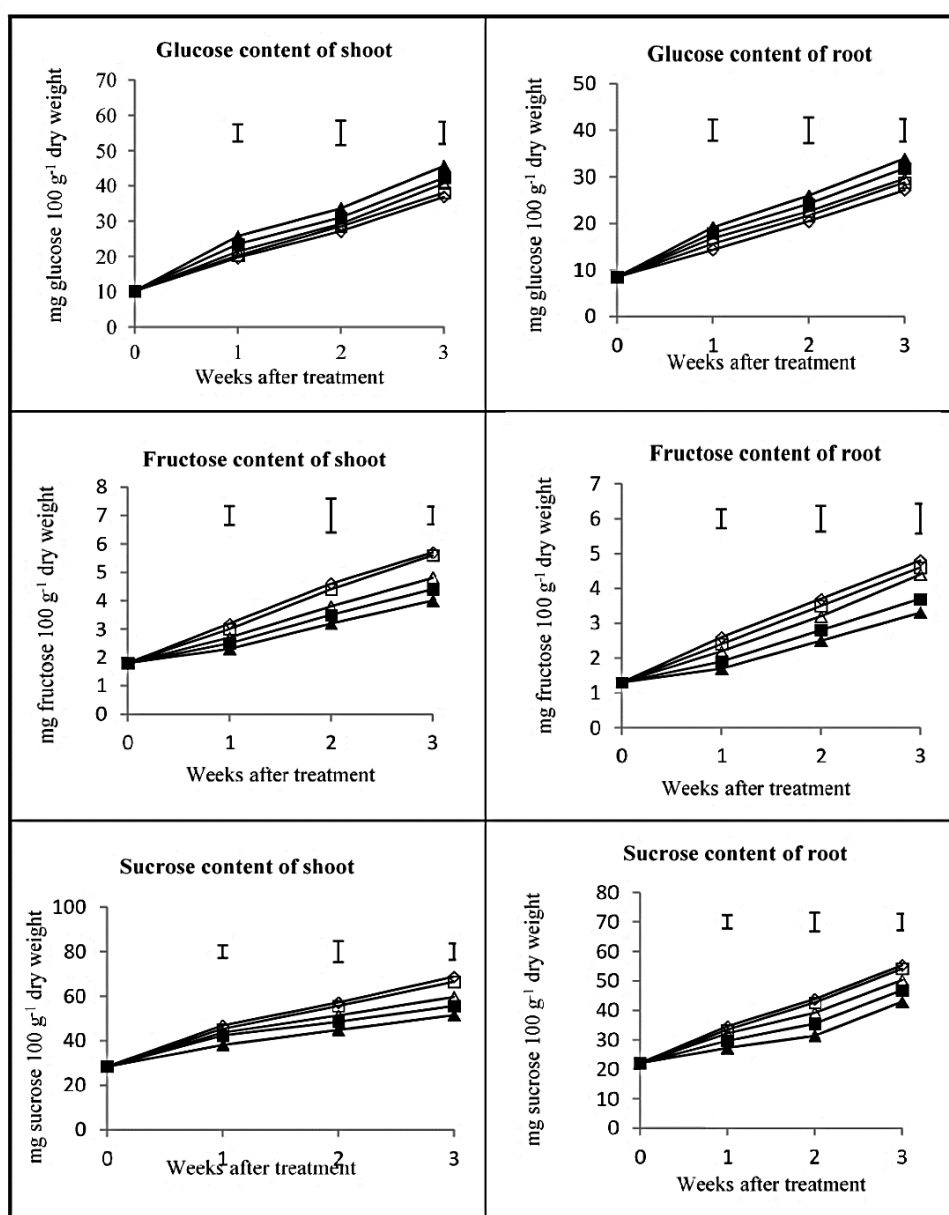 Glucose content of shoot
mg glucose 100 g⁻¹ dry weight
70
60
50
40
30
20
10
0
0 1 2 3
Weeks after treatment
Glucose content of root
mg glucose 100 g⁻¹ dry weight
50
40
30
20
10
0
0 1 2 3
Weeks after treatment
Fructose content of shoot
mg fructose 100 g⁻¹ dry weight
8
7
6
5
4
3
2
1
0
0 1 2 3
Weeks after treatment
Fructose content of root
mg fructose 100 g⁻¹ dry weight
7
6
5
4
3
2
1
0
0 1 2 3
Weeks after treatment
Sucrose content of shoot
mg sucrose 100 g⁻¹ dry weight
100
80
60
40
20
0
0 1 2 3
Weeks after treatment
Sucrose content of root
mg sucrose 100 g⁻¹ dry weight
80
70
60
50
40
30
20
10
0
0 1 2 3
Weeks after treatment